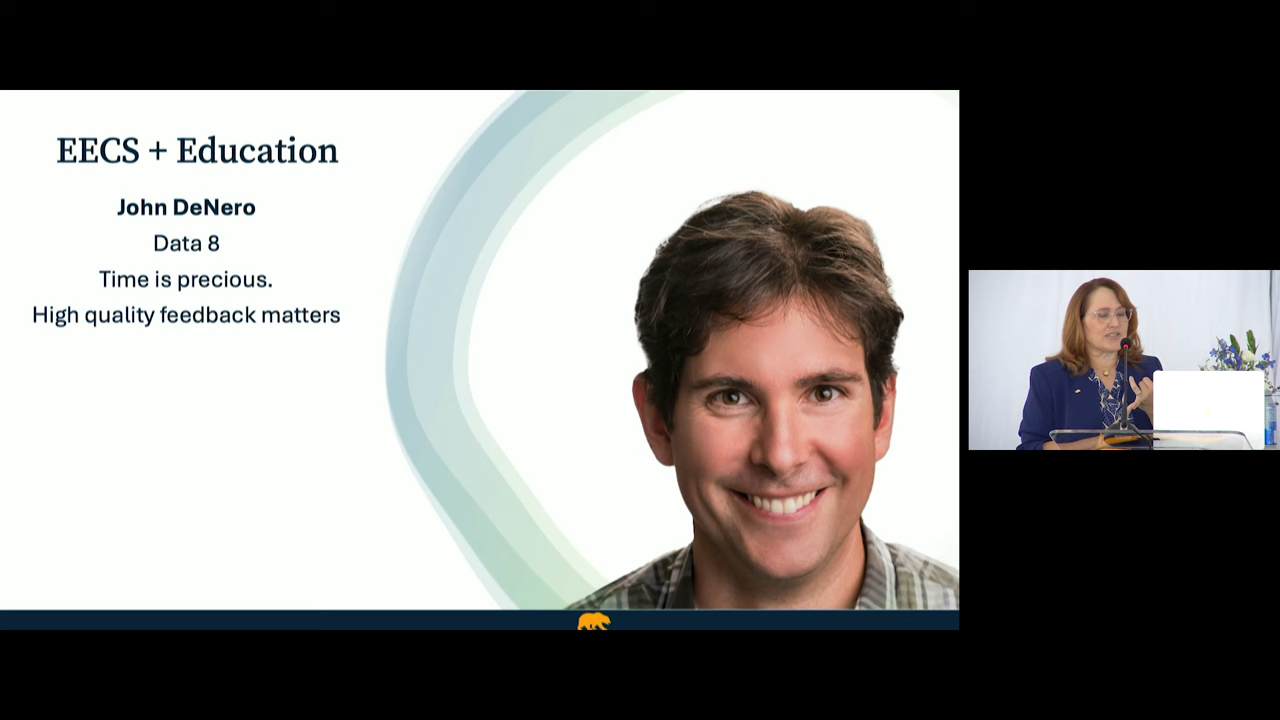 EECS + Education
John DeNero
Data 8
Time is precious.
High quality feedback matters